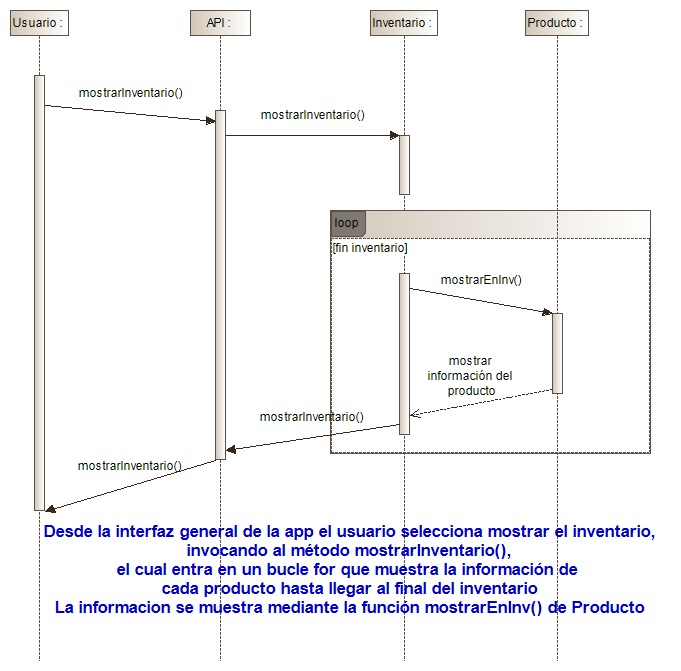 Usuario :
API :
Inventario :
Producto :
mostrarInventario()
mostrarInventario()
loop
[fin inventario]
mostrarEnInv()
mostrar
información del
producto
mostrarInventario()
mostrarInventario()
Desde la interfaz general de la app el usuario selecciona mostrar el inventario,
invocando al método mostrarInventario(),
el cual entra en un bucle for que muestra la información de
cada producto hasta llegar al final del inventario
La informacion se muestra mediante la función mostrarEnInv() de Producto